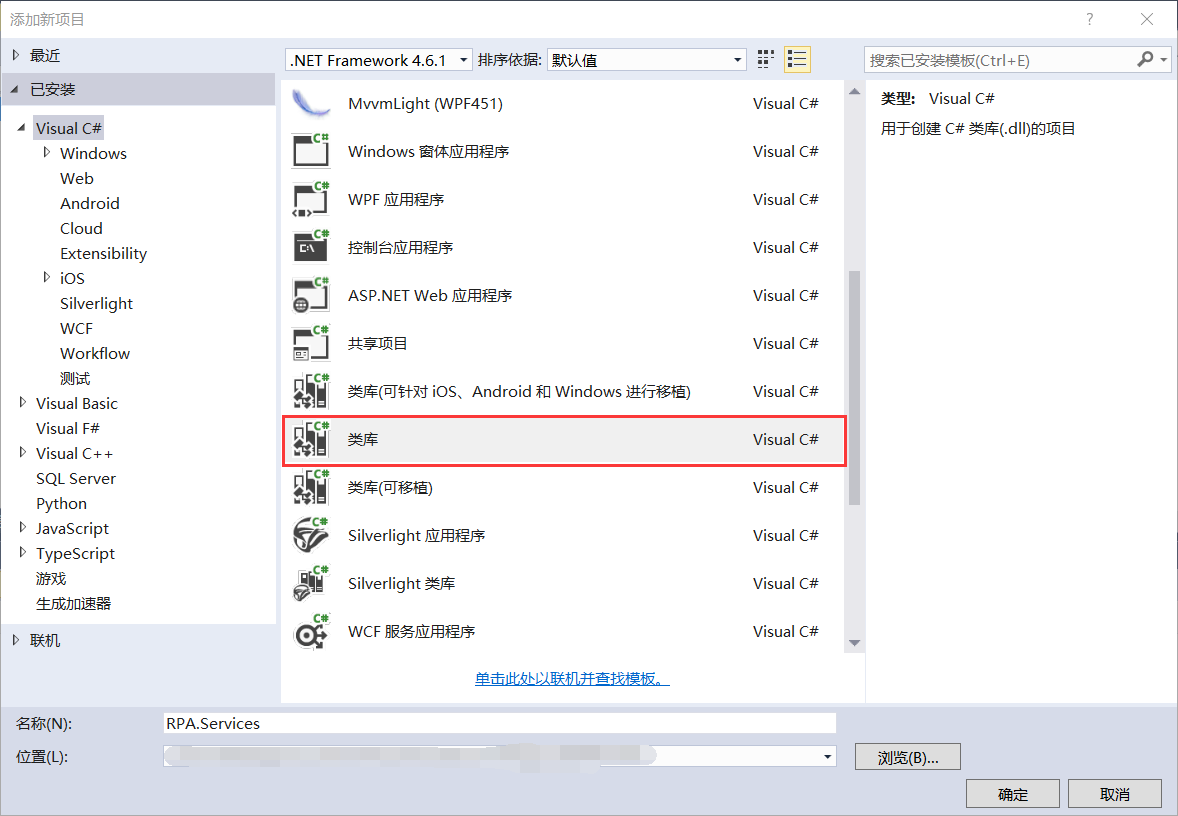 添加新项目
?
最近
.NET Framework 4.6.1
排序依据:
默认值
搜索已安装模板(Ctrl+E)
已安装
Visual C#
Windows
Web
Android
Cloud
Extensibility
iOS
Silverlight
WCF
Workflow
测试
Visual Basic
Visual F#
Visual C++
SQL Server
Python
JavaScript
TypeScript
游戏
生成加速器
联机
MvvmLight (WPF451) Visual C#
Windows 窗体应用程序 Visual C#
WPF 应用程序 Visual C#
控制台应用程序 Visual C#
ASP.NET Web 应用程序 Visual C#
共享项目 Visual C#
类库(可针对 iOS、Android 和 Windows 进行移植) Visual C#
类库 Visual C#
类库(可移植) Visual C#
Silverlight 应用程序 Visual C#
Silverlight 类库 Visual C#
WCF 服务应用程序 Visual C#
单击此处以联机并查找模板。
类型: Visual C#
用于创建 C# 类库(.dll)的项目
名称(N): RPA.Services
位置(L):
浏览(B)...
确定
取消